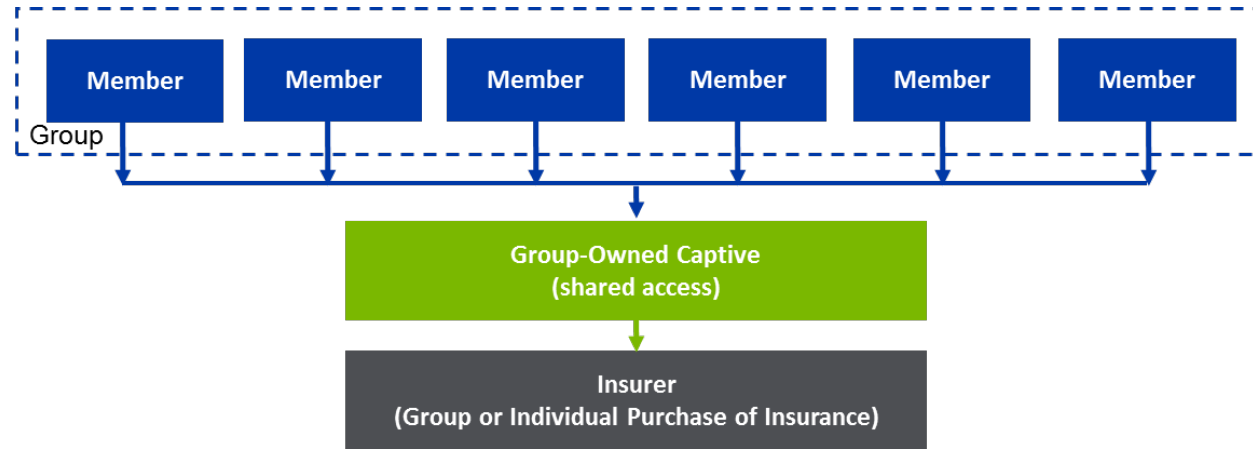 Member
Member
Member
Member
Member
Member
Group
Group-Owned Captive
(shared access)
Insurer
(Group or Individual Purchase of Insurance)